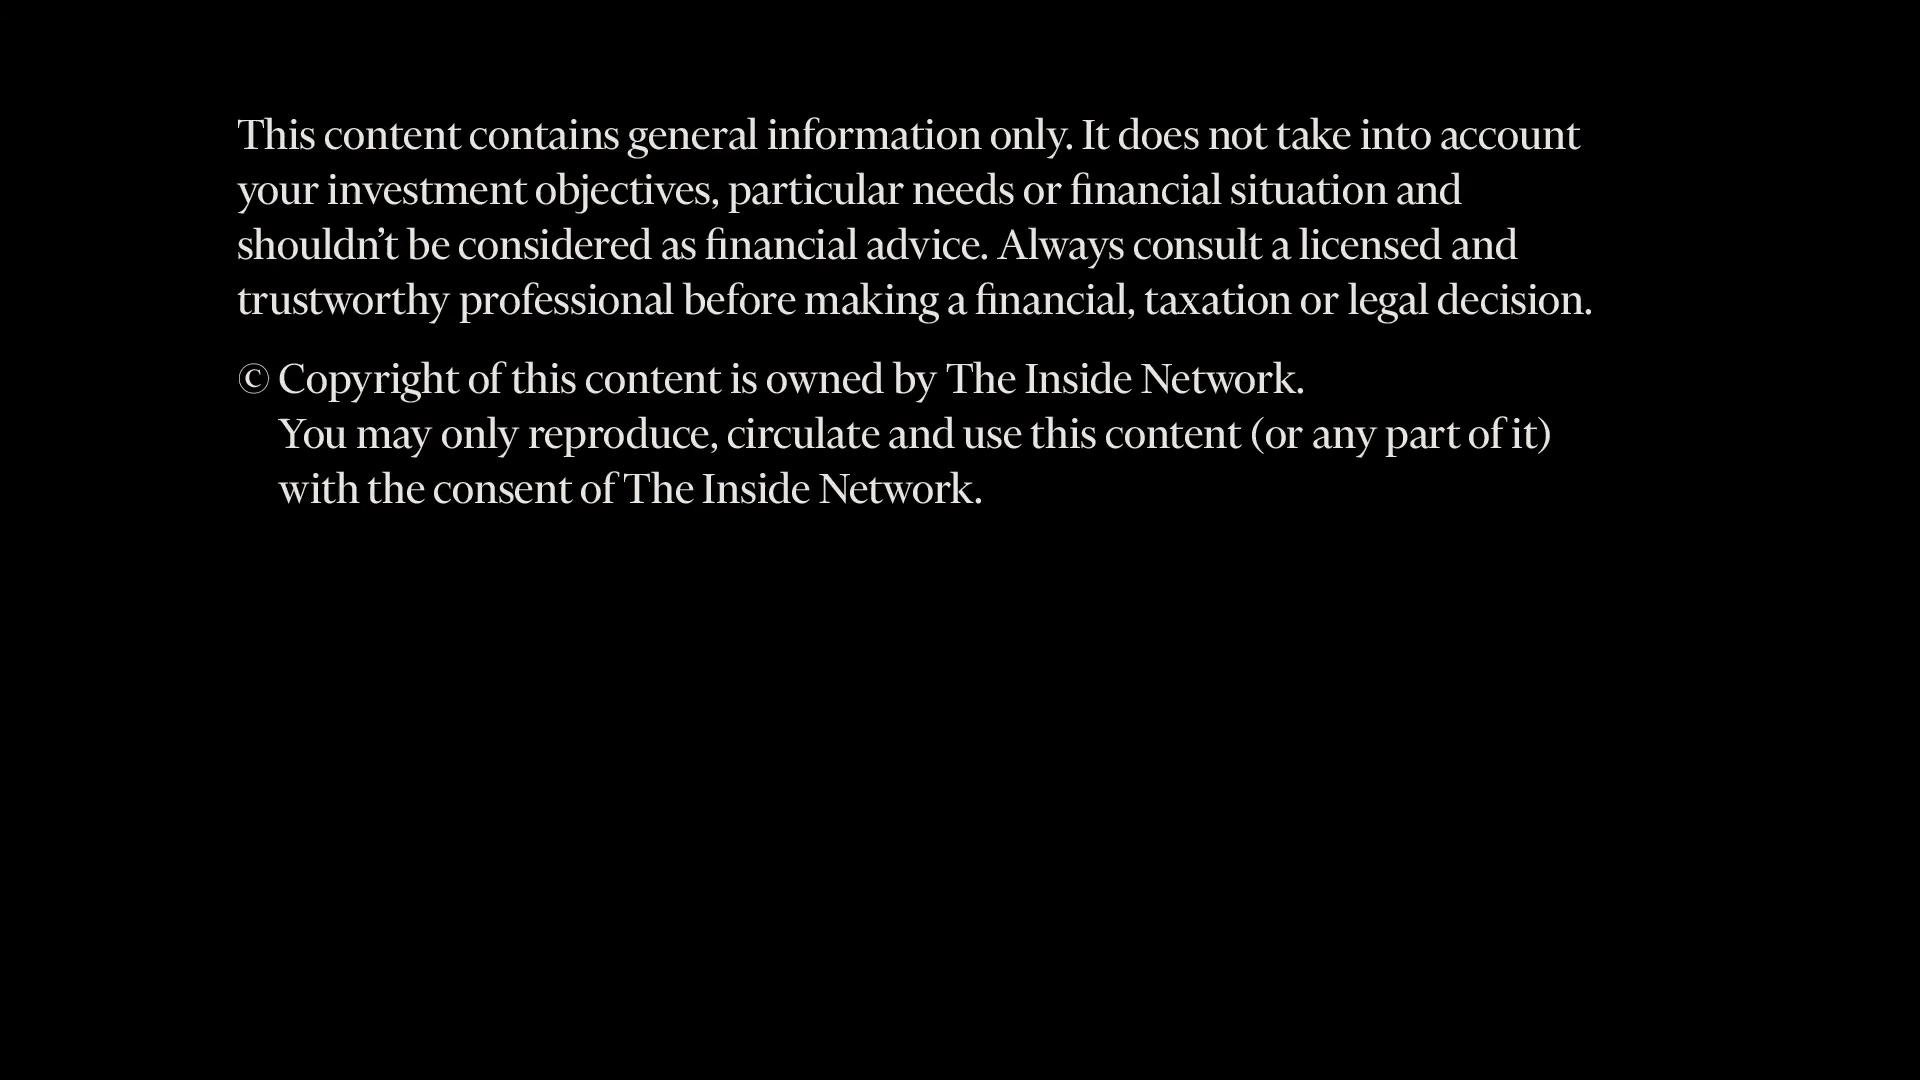 This content contains general information only. It does not take into account
your investment objectives, particular needs or financial situation and
shouldn’t be considered as financial advice. Always consult a licensed and
trustworthy professional before making a financial, taxation or legal decision.
© Copyright of this content is owned by The Inside Network.
You may only reproduce, circulate and use this content (or any part of it)
with the consent of The Inside Network.